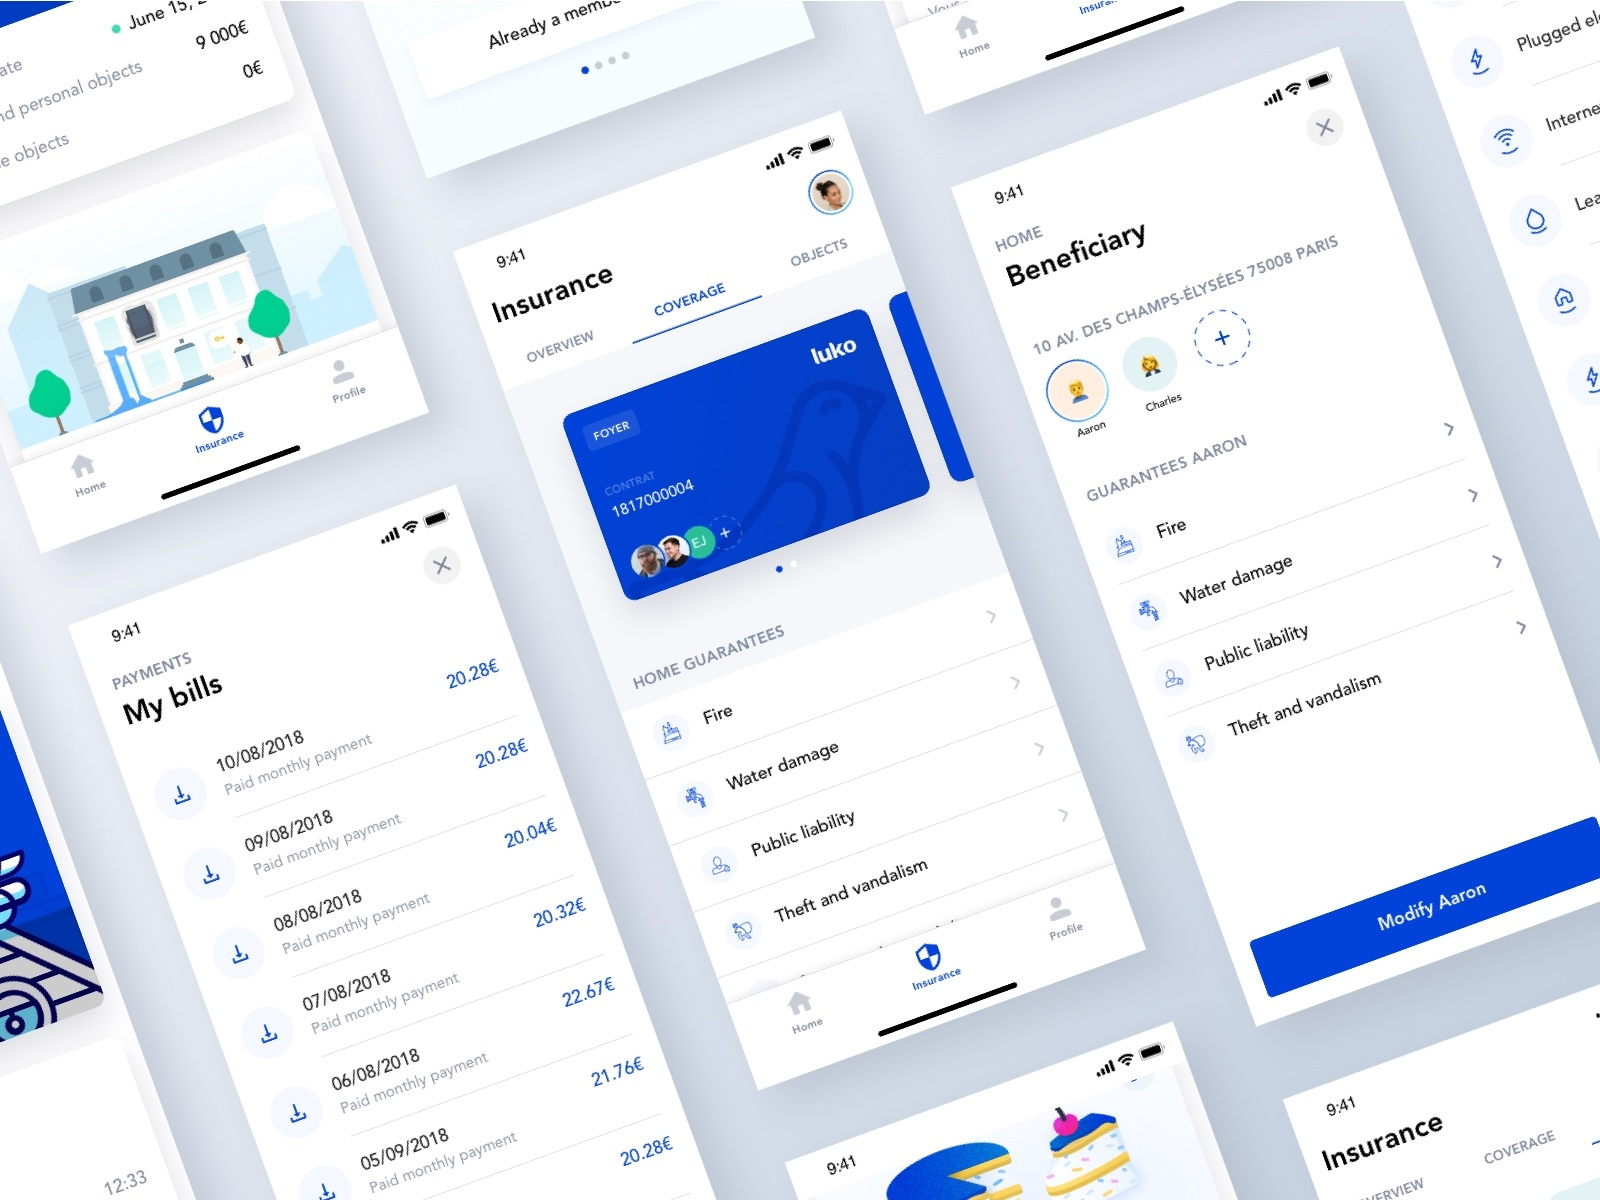 June 15, 2
ate
9 000€
nd personal objects
0€
e objects
Home
Insurance
Profile
Already a membe
Home
Insuran
9:41
Insurance
OVERVIEW
COVERAGE
OBJECTS
luko
FOYER
CONTRAT
1817000004
EJ
+
HOME GUARANTEES
Fire
Water damage
Public liability
Theft and vandalism
Home
Insurance
Profile
9:41
HOME
Beneficiary
10 AV. DES CHAMPS-ÉLYSÉES 75008 PARIS
+
Aaron
Charles
GUARANTEES AARON
Fire
Water damage
Public liability
Theft and vandalism
Modify Aaron
Plugged ele
Interne
Lea
9:41
PAYMENTS
My bills
10/08/2018
Paid monthly payment
20.28€
09/08/2018
Paid monthly payment
20.28€
08/08/2018
Paid monthly payment
20.04€
07/08/2018
Paid monthly payment
20.32€
06/08/2018
Paid monthly payment
22.67€
05/09/2018
Paid monthly payment
21.76€
20.28€
12:33
9:41
9:41
Insurance
VERVIEW
COVERAGE